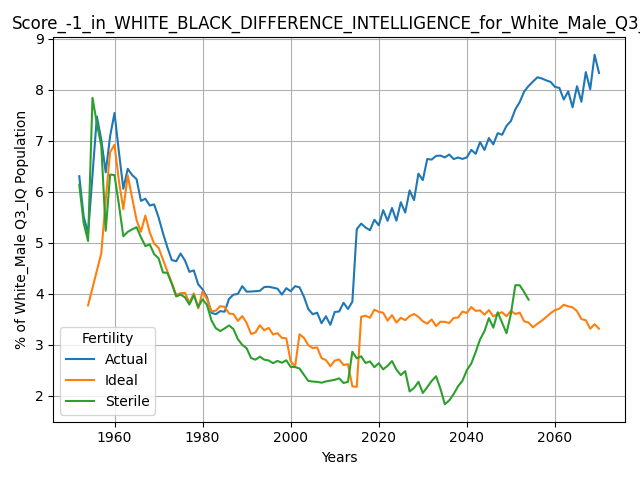 Score_-1_in_WHITE_BLACK_DIFFERENCE_INTELLIGENCE_for_White_Male_Q3_
% of White_Male Q3_IQ Population
9
8
7
6
5
4
3
2
Fertility
Actual
Ideal
Sterile
1960 1980 2000 2020 2040 2060
Years